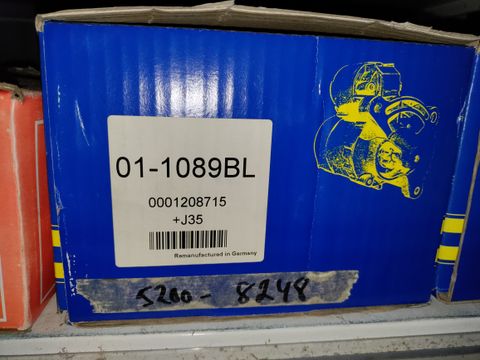 01-1089BL
0001208715
+J35
Remanufactured in Germany
5200- 8248